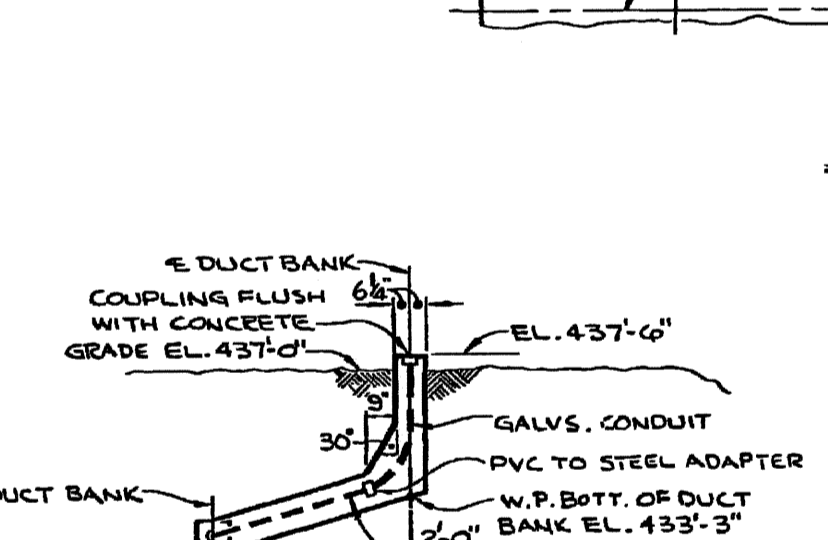 ℄ DUCT BANK
6¼"
COUPLING FLUSH
WITH CONCRETE
EL. 437'-6"
GRADE EL. 437'-0"
9"
GALVS. CONDUIT
30°
PVC TO STEEL ADAPTER
DUCT BANK
W.P. BOTT. OF DUCT
BANK EL. 433'-3"
2'-0"